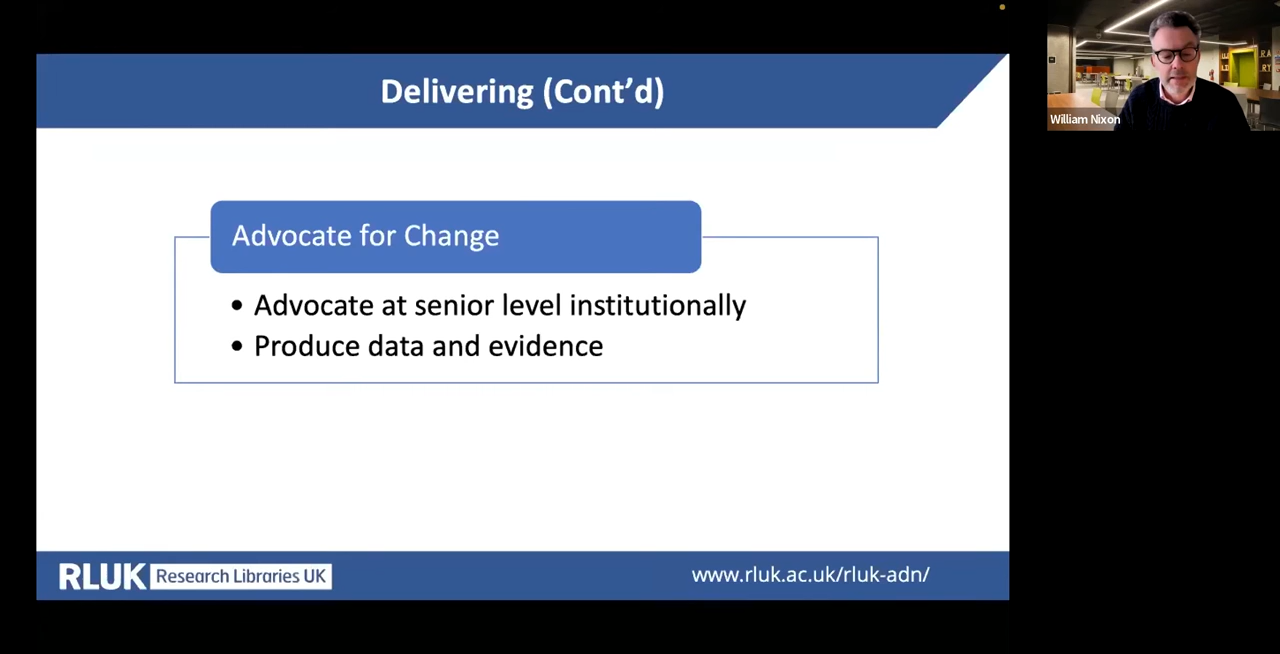 Delivering (Cont’d)
William Nixon
Advocate for Change
• Advocate at senior level institutionally
• Produce data and evidence
RLUK Research Libraries UK
www.rluk.ac.uk/rluk-adn/